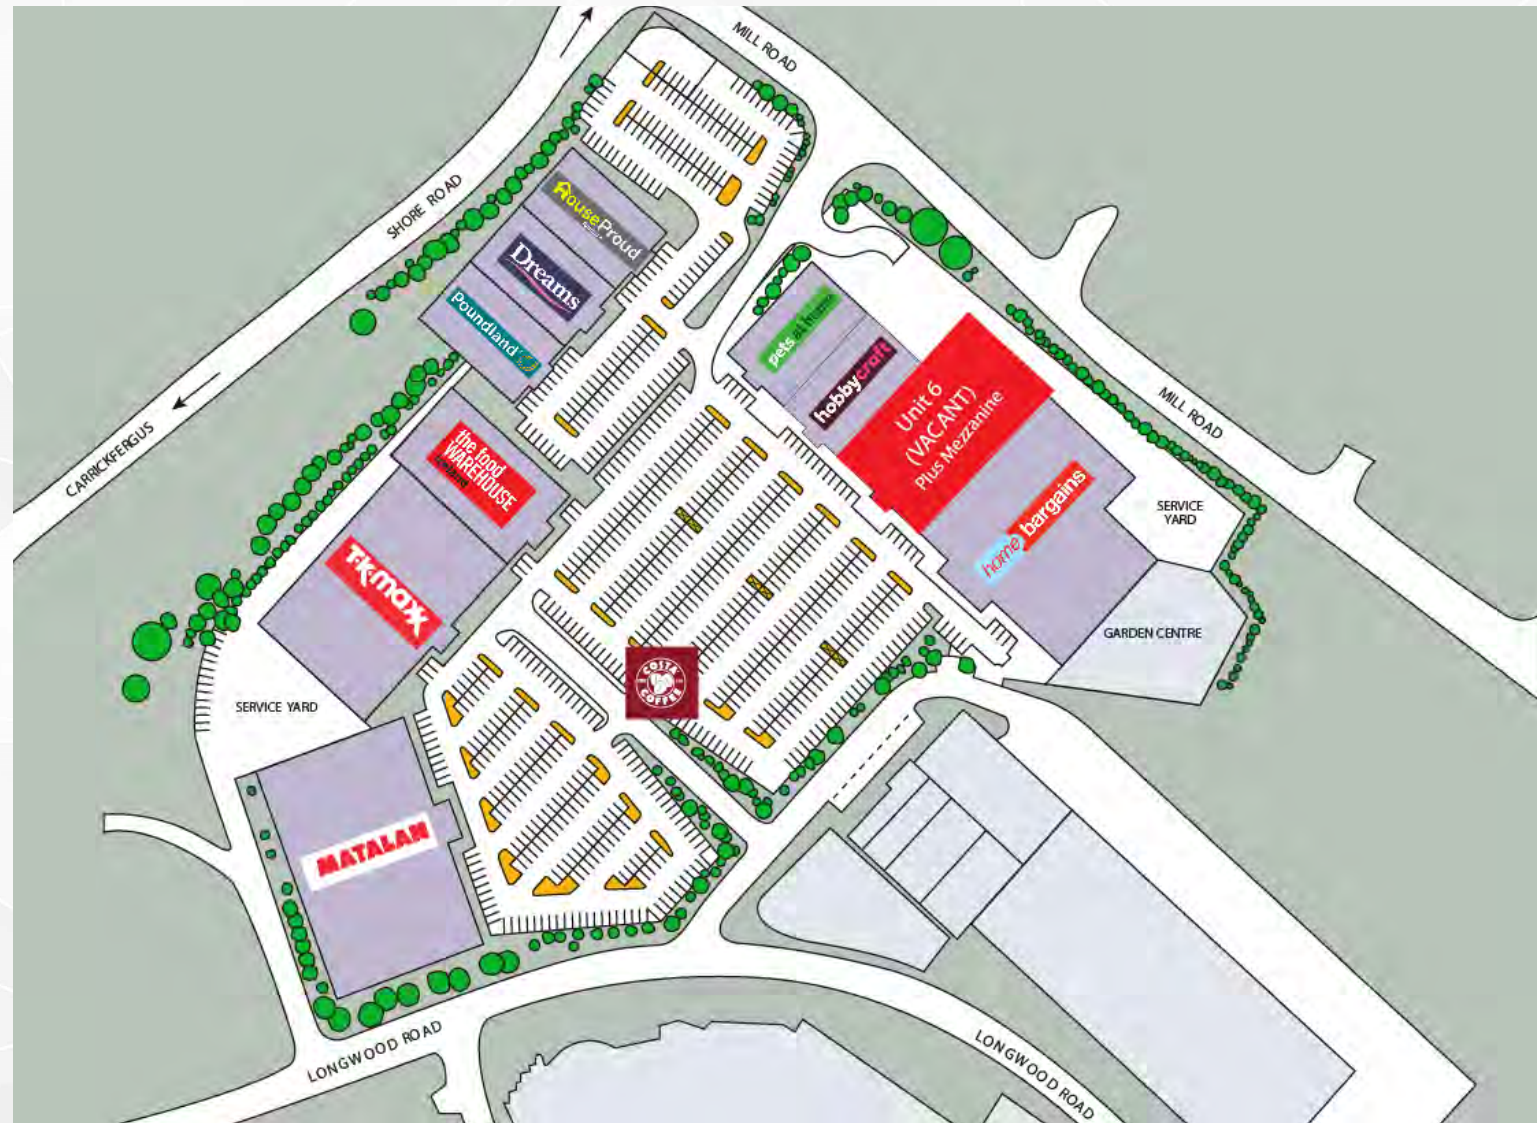 MILL ROAD
SHORE ROAD
CARRICKFERGUS
HouseProud
Dreams
Poundland
pets at home
hobbycraft
Unit 6
(VACANT)
Plus Mezzanine
MILL ROAD
the food
WAREHOUSE
home bargains
SERVICE
YARD
TK·maxx
GARDEN CENTRE
COSTA
COFFEE
SERVICE YARD
MATALAN
LONGWOOD ROAD
LONGWOOD ROAD